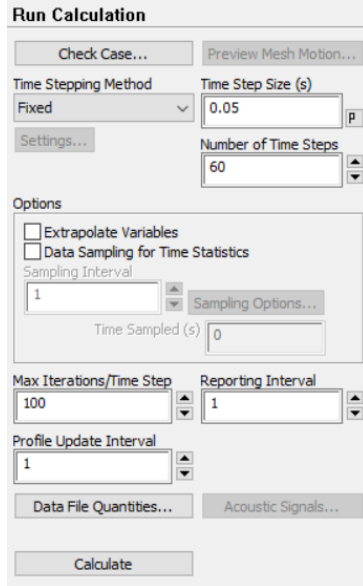 Run Calculation
Check Case... Preview Mesh Motion...
Time Stepping Method Time Step Size (s)
Fixed 0.05 p
Settings... Number of Time Steps
60
Options
Extrapolate Variables
Data Sampling for Time Statistics
Sampling Interval
1 Sampling Options...
Time Sampled (s) 0
Max Iterations/Time Step Reporting Interval
100 1
Profile Update Interval
1
Data File Quantities... Acoustic Signals...
Calculate